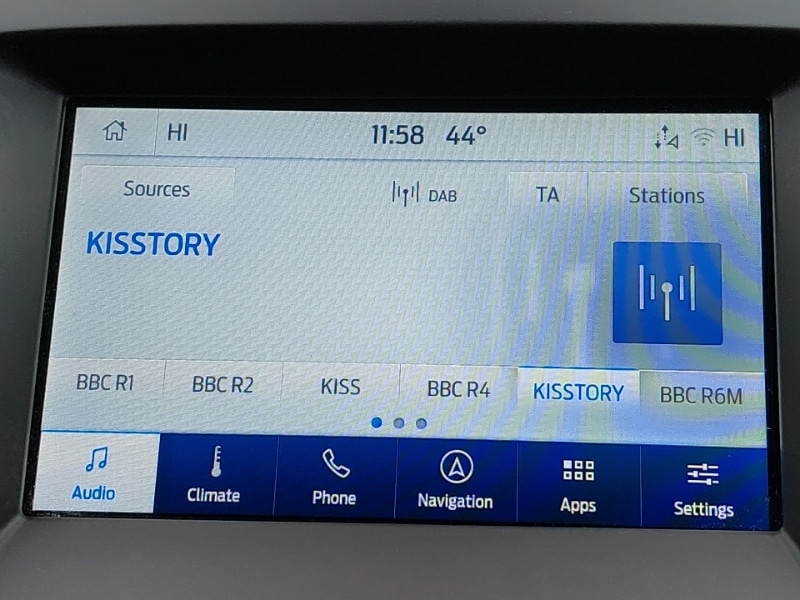 HI 11:58 44° HI
Sources DAB TA Stations
KISSTORY
BBC R1 BBC R2 KISS BBC R4 KISSTORY BBC R6M
Audio Climate Phone Navigation Apps Settings